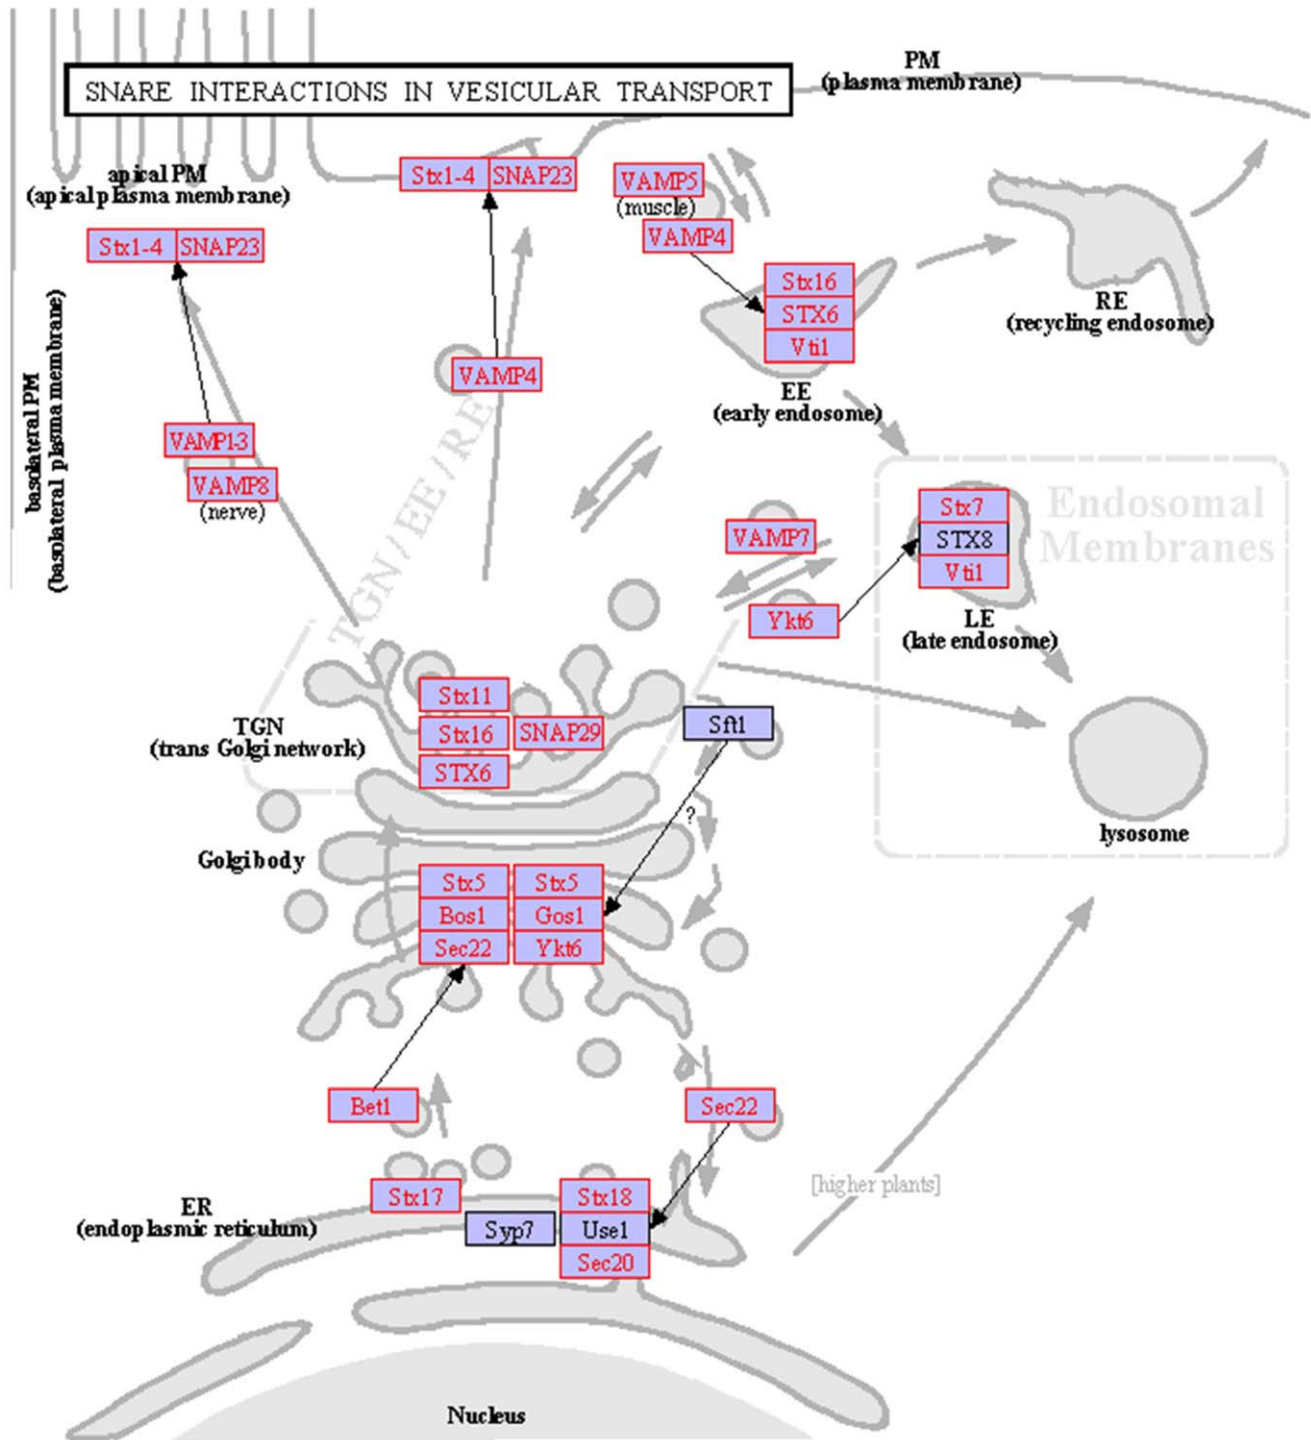 PM
(plasma membrane)
SNARE INTERACTIONS IN VESICULAR TRANSPORT
apical PM
(apical plasma membrane)
Stx1-4 SNAP23
VAMP5
(muscle)
VAMP4
Stx1-4 SNAP23
Stx16
STX6
Vti1
EE
(early endosome)
RE
(recycling endosome)
basolateral PM
(basolateral plasma membrane)
VAMP4
VAMP1-3
VAMP8
(nerve)
TGN/EE/RE
Endosomal
Membranes
Stx7
STX8
Vti1
LE
(late endosome)
VAMP7
Ykt6
TGN
(trans Golgi network)
Stx11
Stx16 SNAP29
STX6
Sft1
?
lysosome
Golgi body
Stx5 Stx5
Bos1 Gos1
Sec22 Ykt6
Bet1
Sec22
[higher plants]
ER
(endoplasmic reticulum)
Stx17
Stx18
Syp7 Use1
Sec20
Nucleus